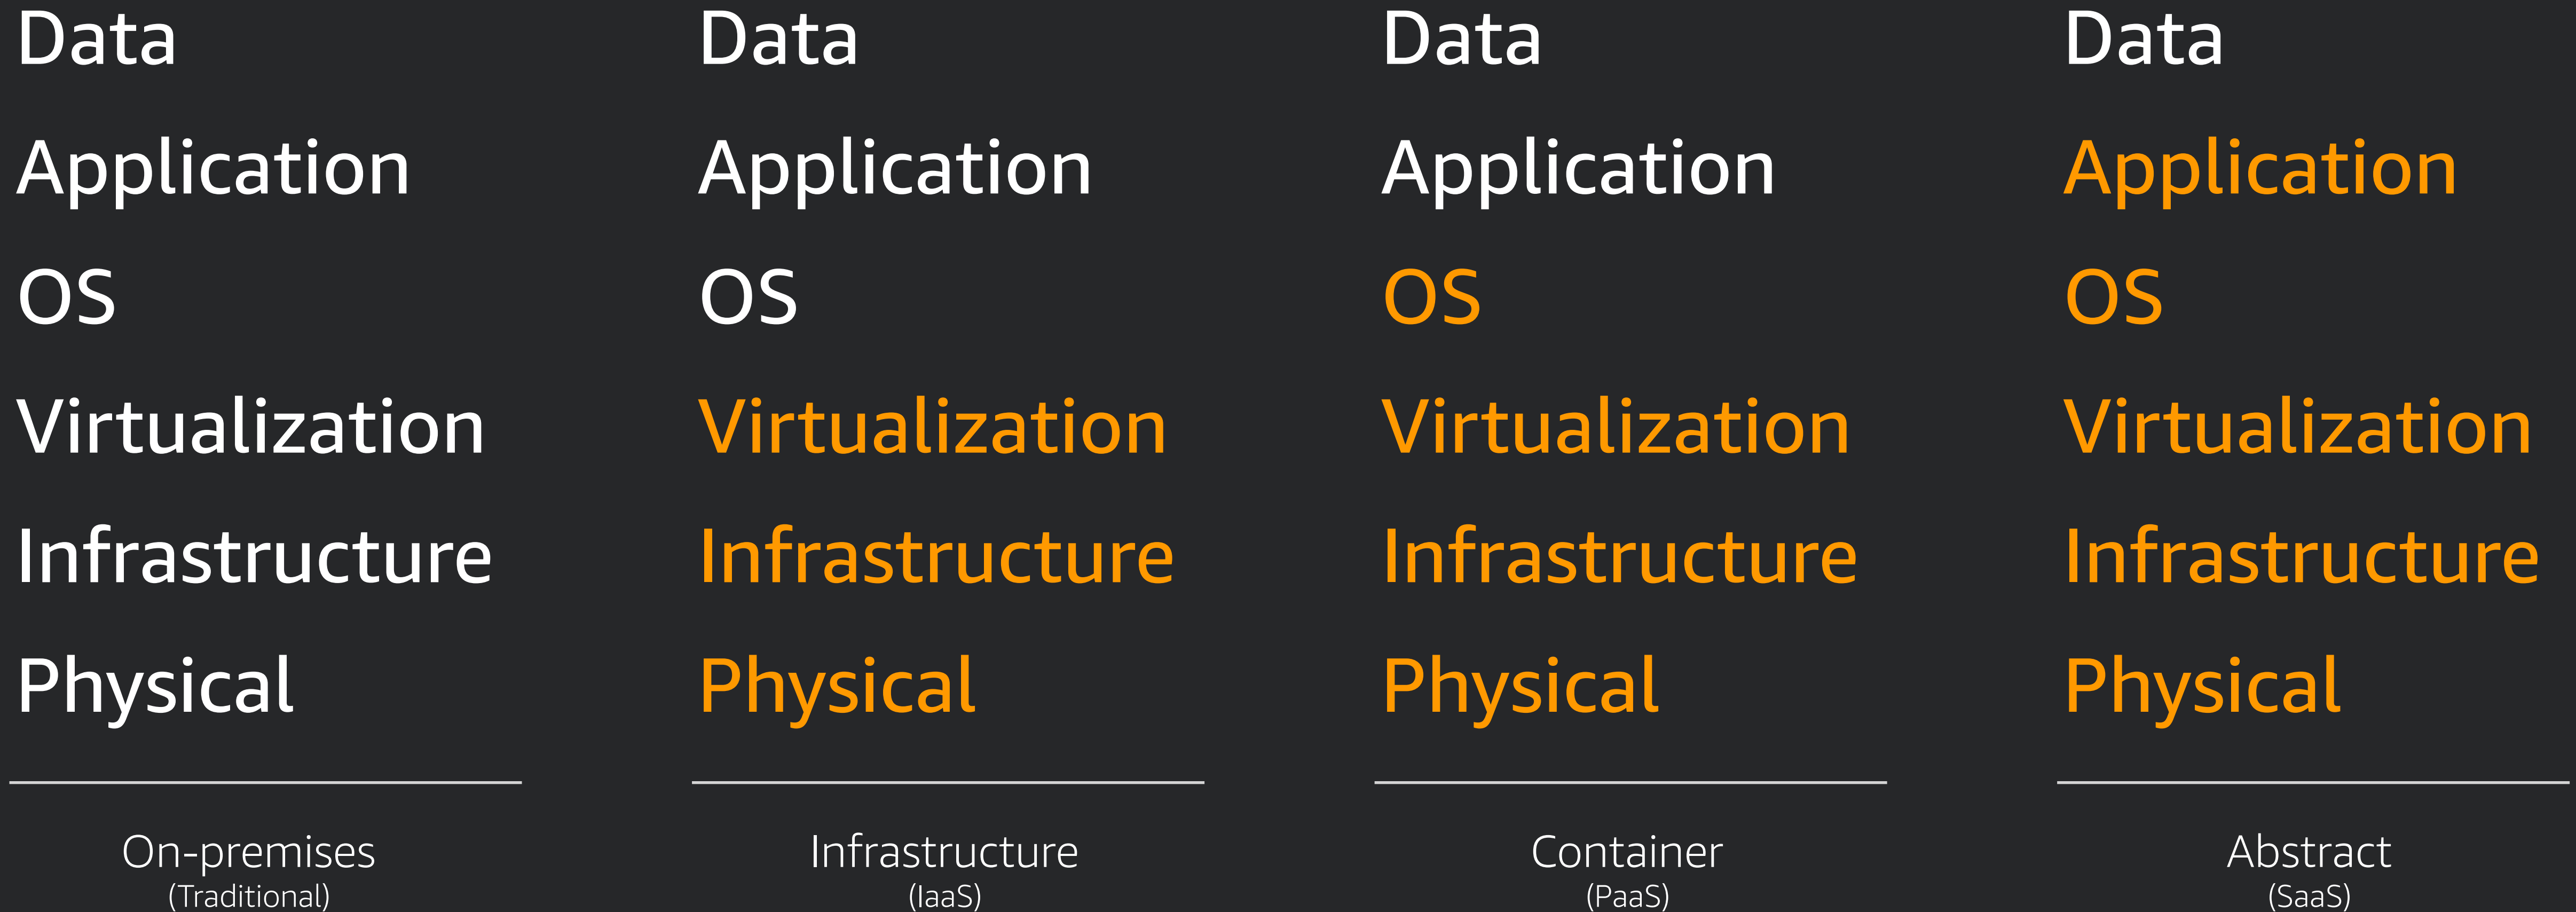 Data
Application
OS
Virtualization
Infrastructure
Physical
On-premises
(Traditional)
Data
Application
OS
Virtualization
Infrastructure
Physical
Infrastructure
(IaaS)
Data
Application
OS
Virtualization
Infrastructure
Physical
Container
(PaaS)
Data
Application
OS
Virtualization
Infrastructure
Physical
Abstract
(SaaS)